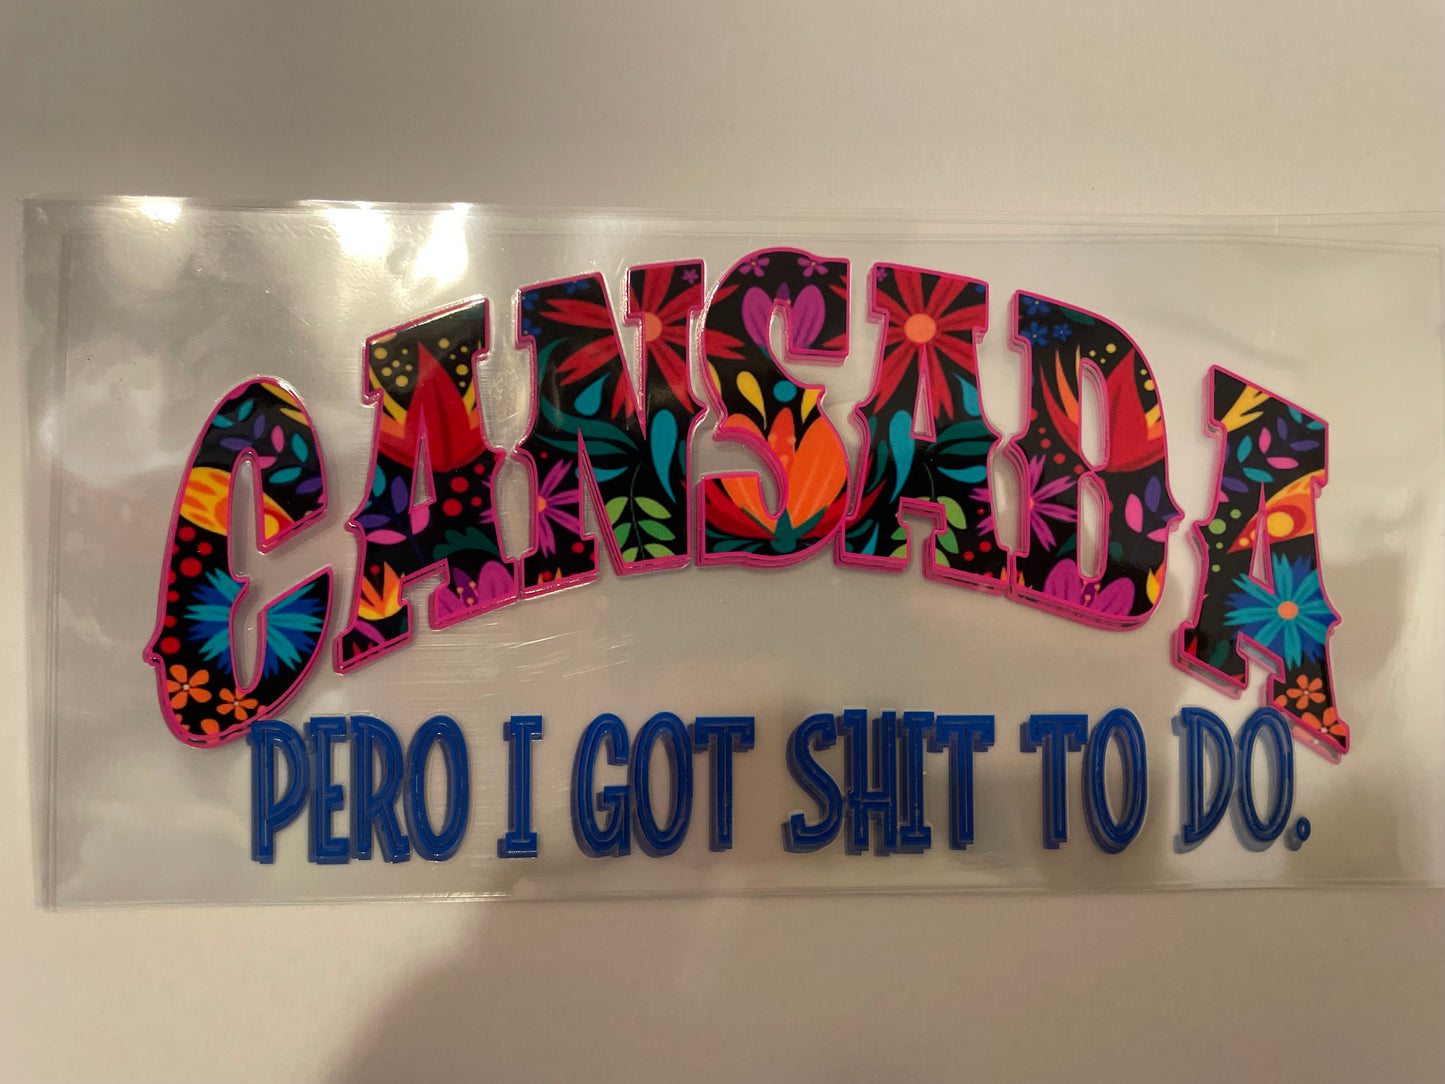 CANSADA
PERO I GOT SHIT TO DO.